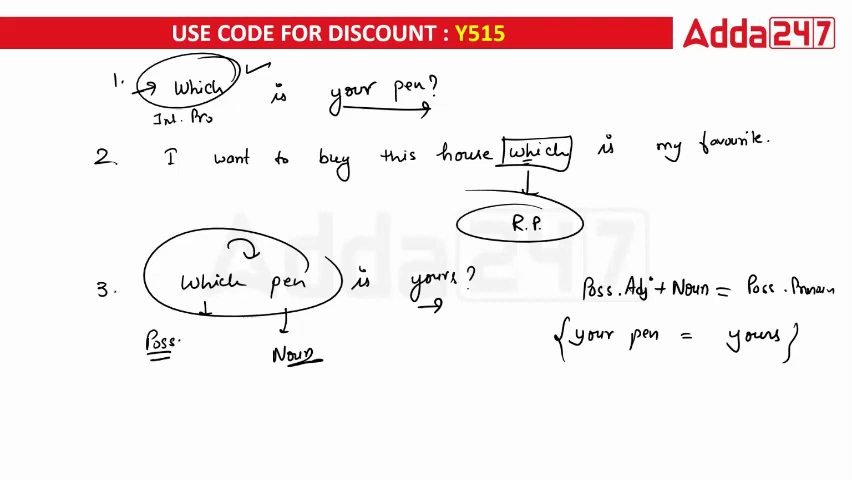 USE CODE FOR DISCOUNT : Y515
Adda247
1. Which is your pen?
Int. Pro
2. I want to buy this house which is my favourite.
R.P.
3. Which pen is yours?
Poss. Adj + Noun = Poss. Pronoun
Poss.
Noun
{your pen = yours}